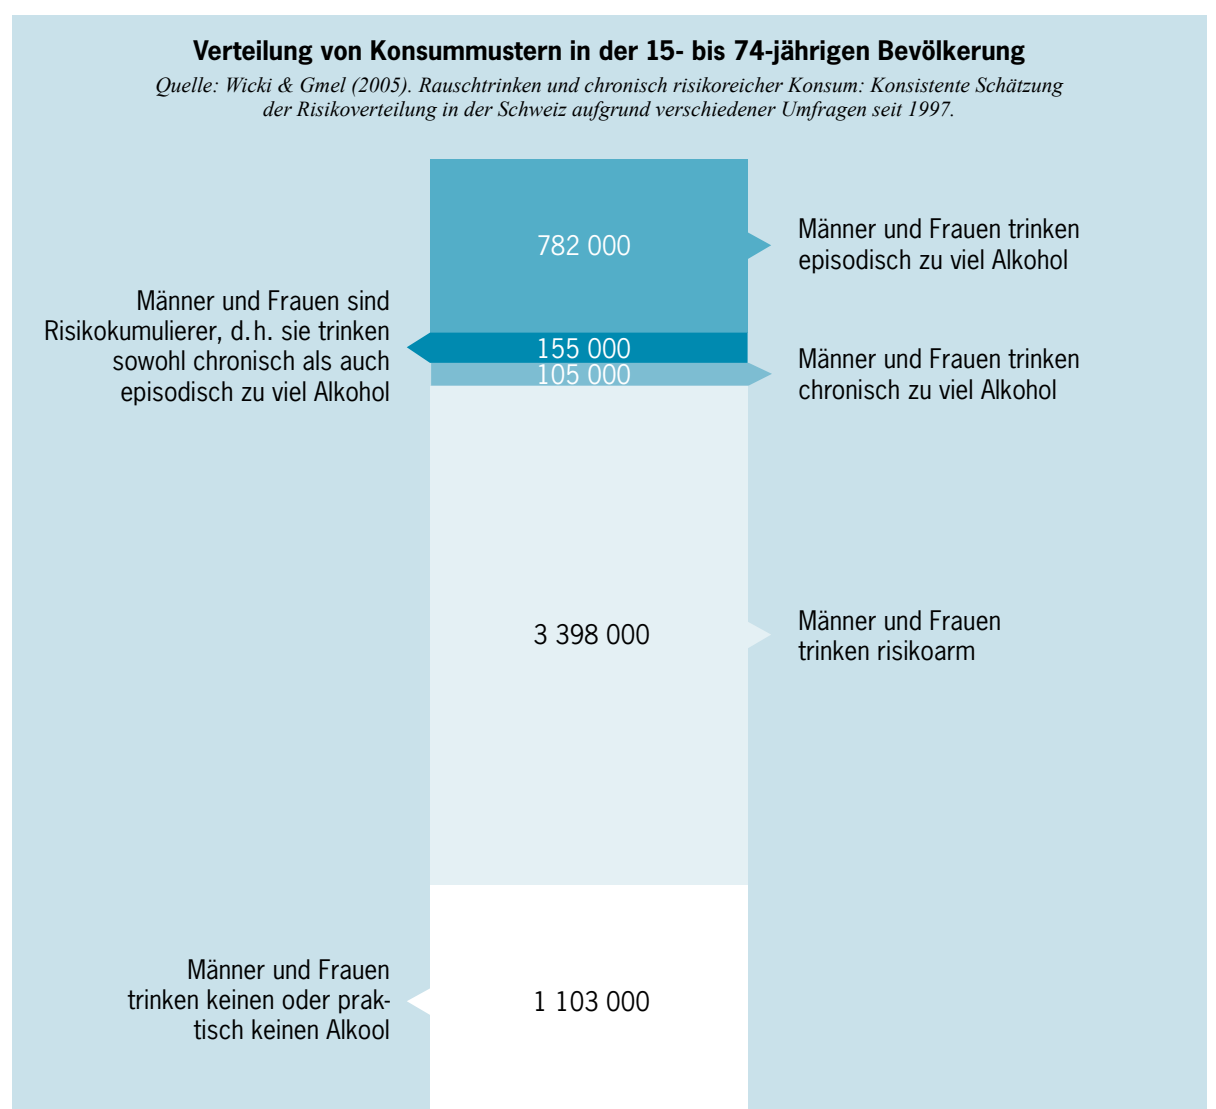 Verteilung von Konsummustern in der 15- bis 74-jährigen Bevölkerung
Quelle: Wicki & Gmel (2005). Rauschtrinken und chronisch risikoreicher Konsum: Konsistente Schätzung
der Risikoverteilung in der Schweiz aufgrund verschiedener Umfragen seit 1997.
782 000
Männer und Frauen trinken
episodisch zu viel Alkohol
Männer und Frauen sind
Risikokumulierer, d.h. sie trinken
sowohl chronisch als auch
episodisch zu viel Alkohol
155 000
105 000
Männer und Frauen trinken
chronisch zu viel Alkohol
3 398 000
Männer und Frauen
trinken risikoarm
Männer und Frauen
trinken keinen oder prak-
tisch keinen Alkool
1 103 000